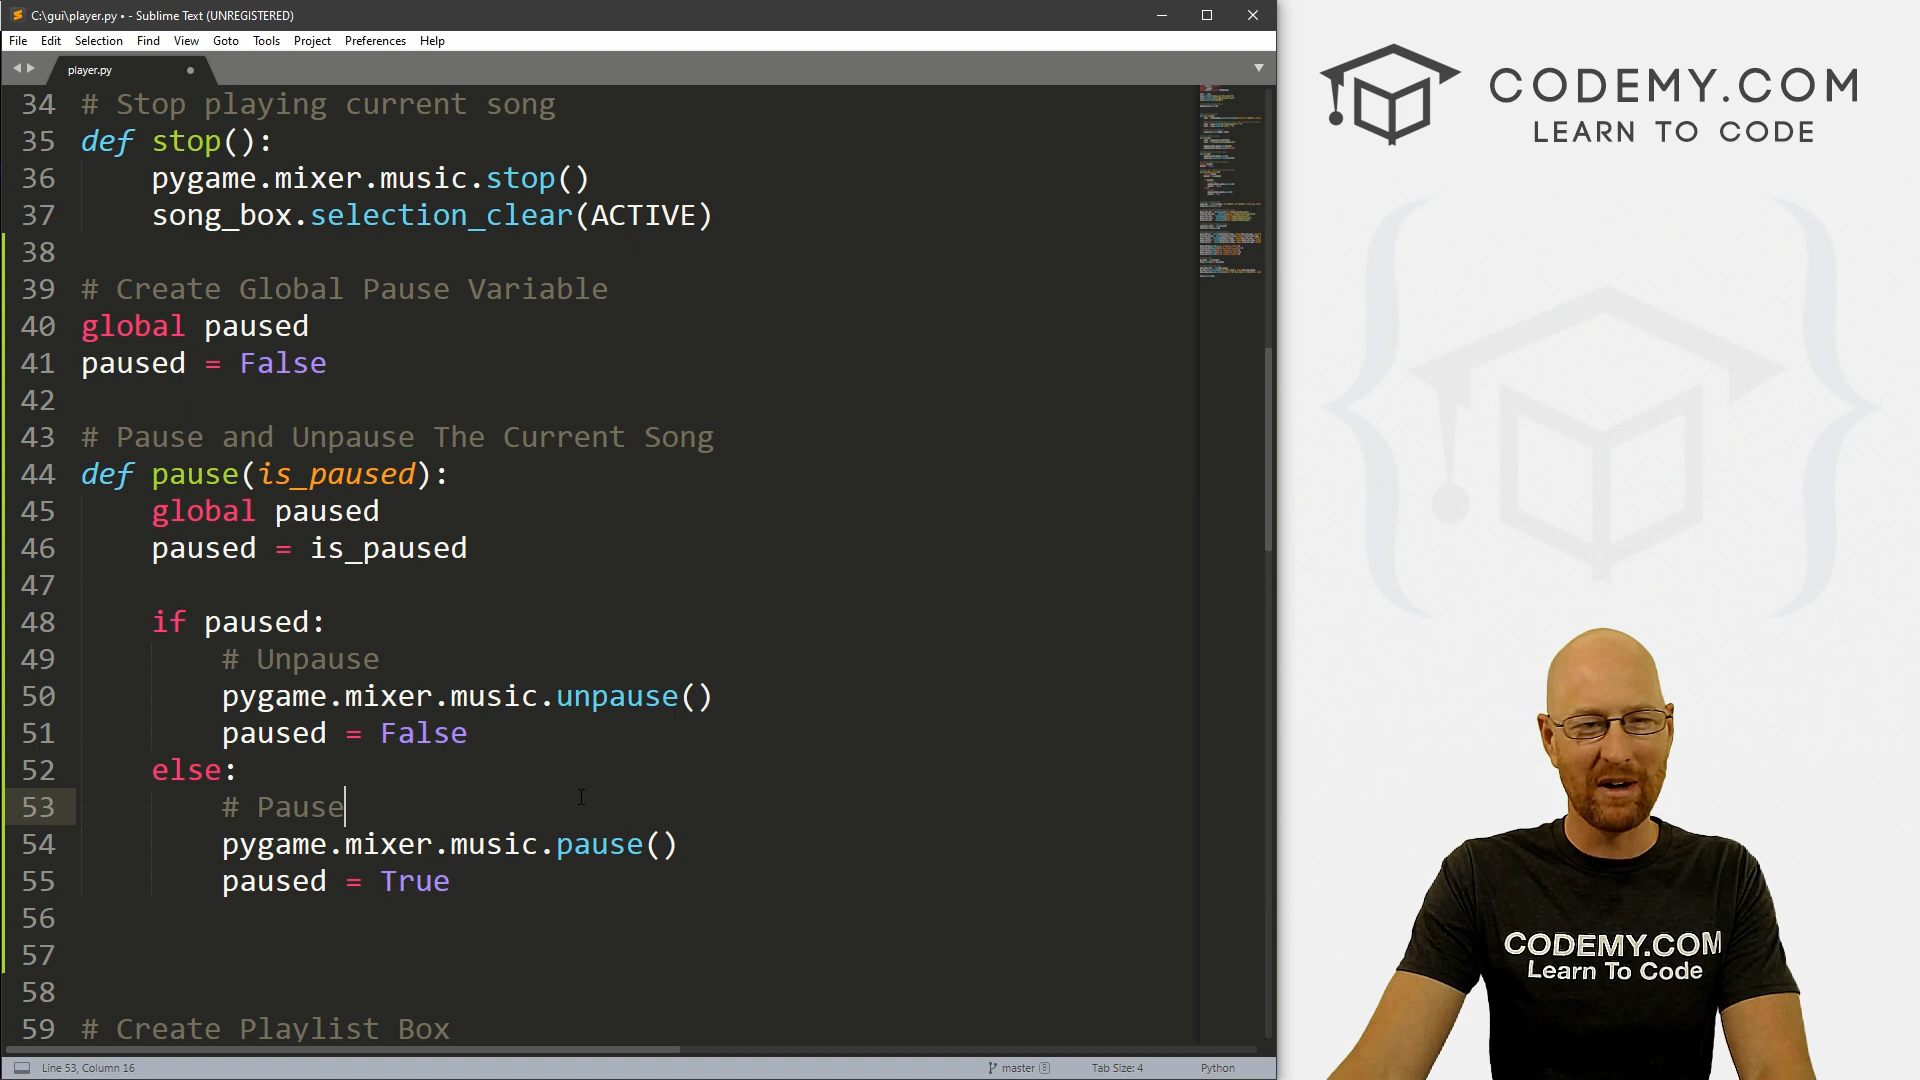 C:\gui\player.py • - Sublime Text (UNREGISTERED)
File Edit Selection Find View Goto Tools Project Preferences Help
player.py
34 # Stop playing current song
35 def stop():
36 pygame.mixer.music.stop()
37 song_box.selection_clear(ACTIVE)
38
39 # Create Global Pause Variable
40 global paused
41 paused = False
42
43 # Pause and Unpause The Current Song
44 def pause(is_paused):
45 global paused
46 paused = is_paused
47
48 if paused:
49 # Unpause
50 pygame.mixer.music.unpause()
51 paused = False
52 else:
53 # Pause
54 pygame.mixer.music.pause()
55 paused = True
56
57
58
59 # Create Playlist Box
Line 53, Column 16 master 8 Tab Size: 4 Python
CODEMY.COM
LEARN TO CODE
CODEMY.COM
Learn To Code